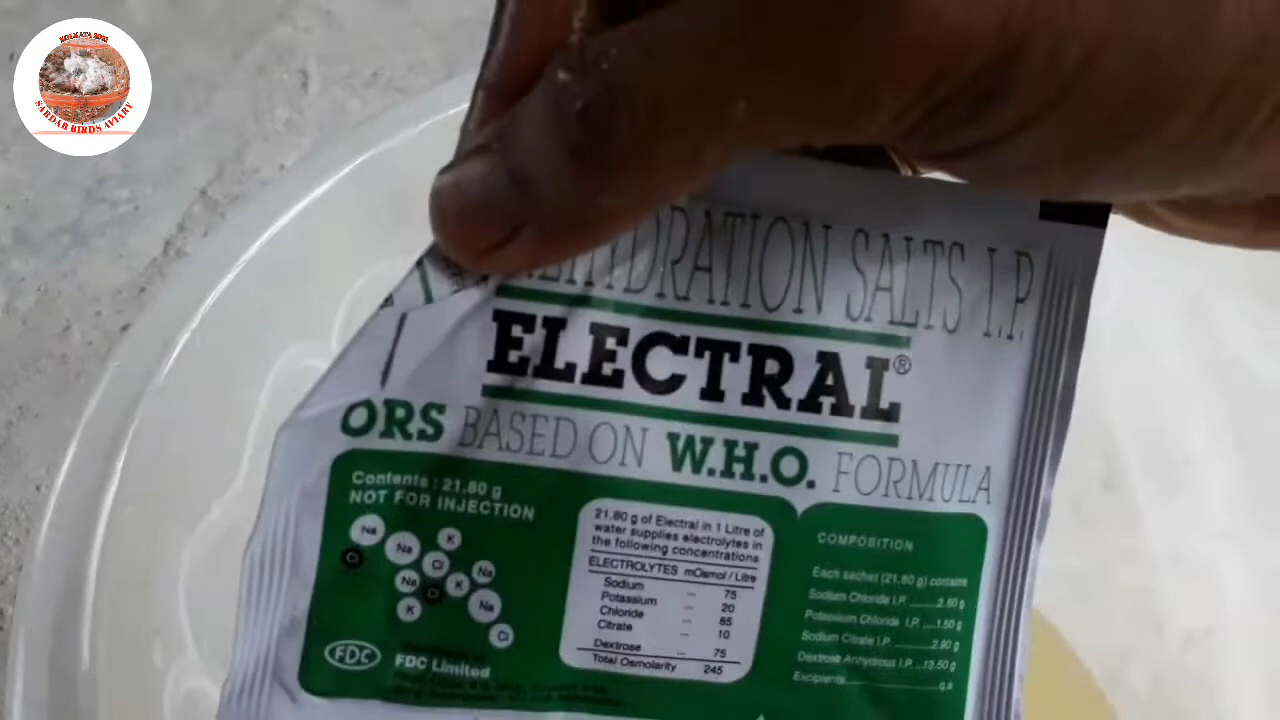 KOLKATA
SARDAR BIRDS AVIARY
SALTS I.P.
ELECTRAL®
ORS BASED ON W.H.O. FORMULA
Contents : 21.80 g
NOT FOR INJECTION
Na
K
Na
Cl
Cl
Na
Na
K
Cl
Na
K
Cl
FDC
FDC Limited
21.80 g of Electral in 1 Litre of
water supplies electrolytes in
the following concentrations
ELECTROLYTES mOsmol / Litre
Sodium ... 75
Potassium ... 20
Chloride ... 65
Citrate ... 10
Dextrose ... 75
Total Osmolarity 245
COMPOSITION
Each sachet (21.80 g) contains
Sodium Chloride I.P. ........2.60 g
Potassium Chloride I.P. ....1.50 g
Sodium Citrate I.P. ..........2.90 g
Dextrose Anhydrous I.P. ..13.50 g
Excipients........................q.s